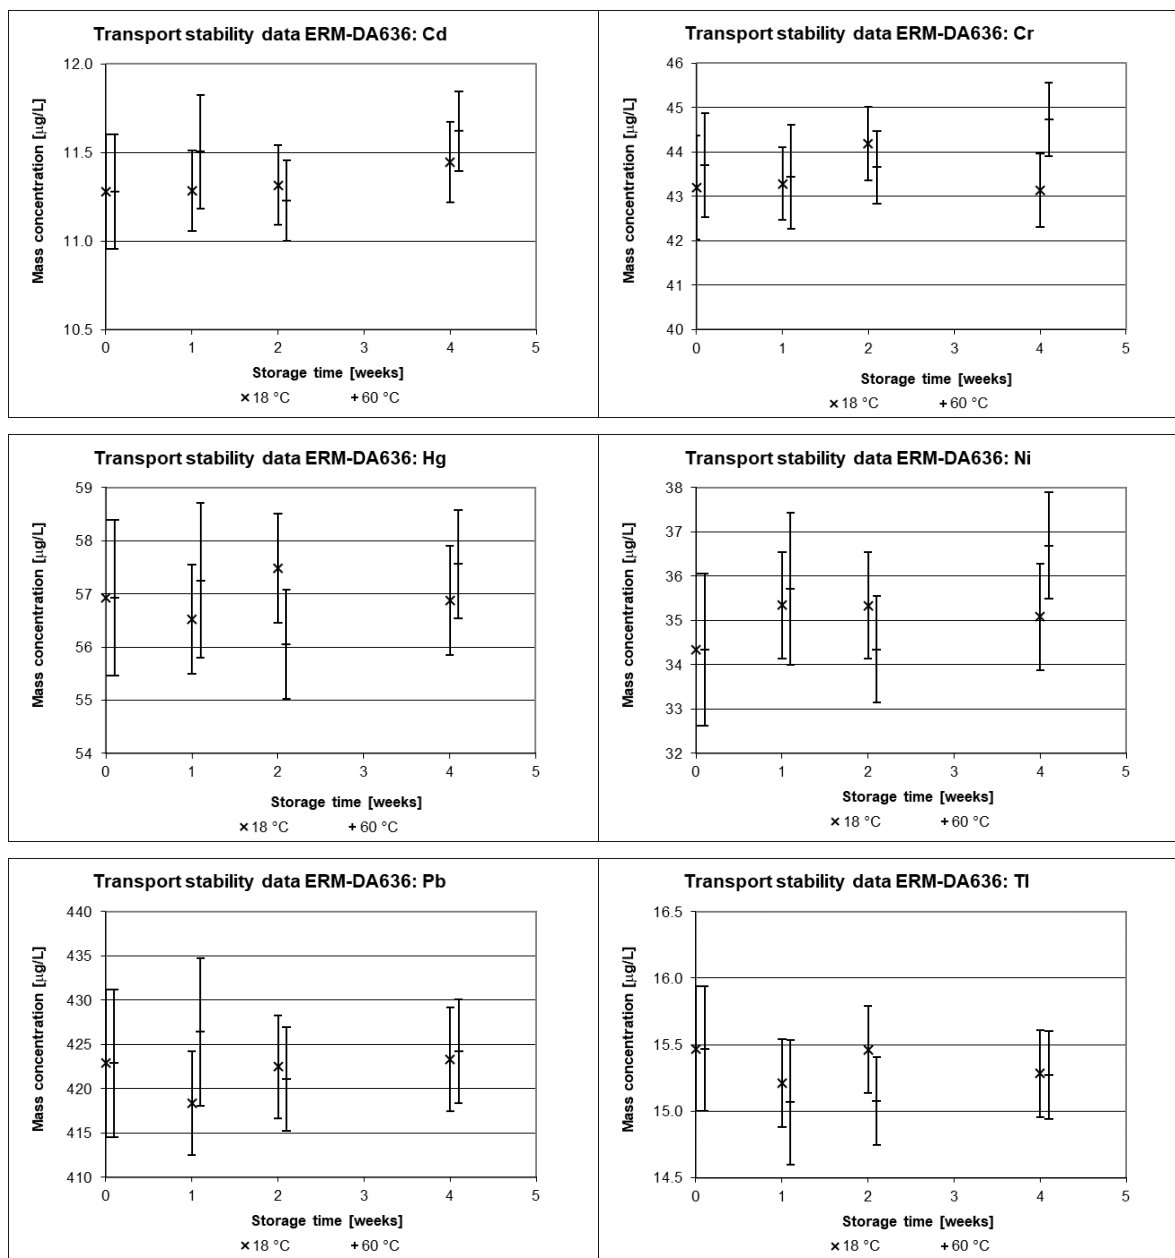 Transport stability data ERM-DA636: Cd
Mass concentration [µg/L]
12.0
11.5
11.0
10.5
0 1 2 3 4 5
Storage time [weeks]
× 18 °C + 60 °C
Transport stability data ERM-DA636: Cr
Mass concentration [µg/L]
46
45
44
43
42
41
40
0 1 2 3 4 5
Storage time [weeks]
× 18 °C + 60 °C
Transport stability data ERM-DA636: Hg
Mass concentration [µg/L]
59
58
57
56
55
54
0 1 2 3 4 5
Storage time [weeks]
× 18 °C + 60 °C
Transport stability data ERM-DA636: Ni
Mass concentration [µg/L]
38
37
36
35
34
33
32
0 1 2 3 4 5
Storage time [weeks]
× 18 °C + 60 °C
Transport stability data ERM-DA636: Pb
Mass concentration [µg/L]
440
435
430
425
420
415
410
0 1 2 3 4 5
Storage time [weeks]
× 18 °C + 60 °C
Transport stability data ERM-DA636: Tl
Mass concentration [µg/L]
16.5
16.0
15.5
15.0
14.5
0 1 2 3 4 5
Storage time [weeks]
× 18 °C + 60 °C